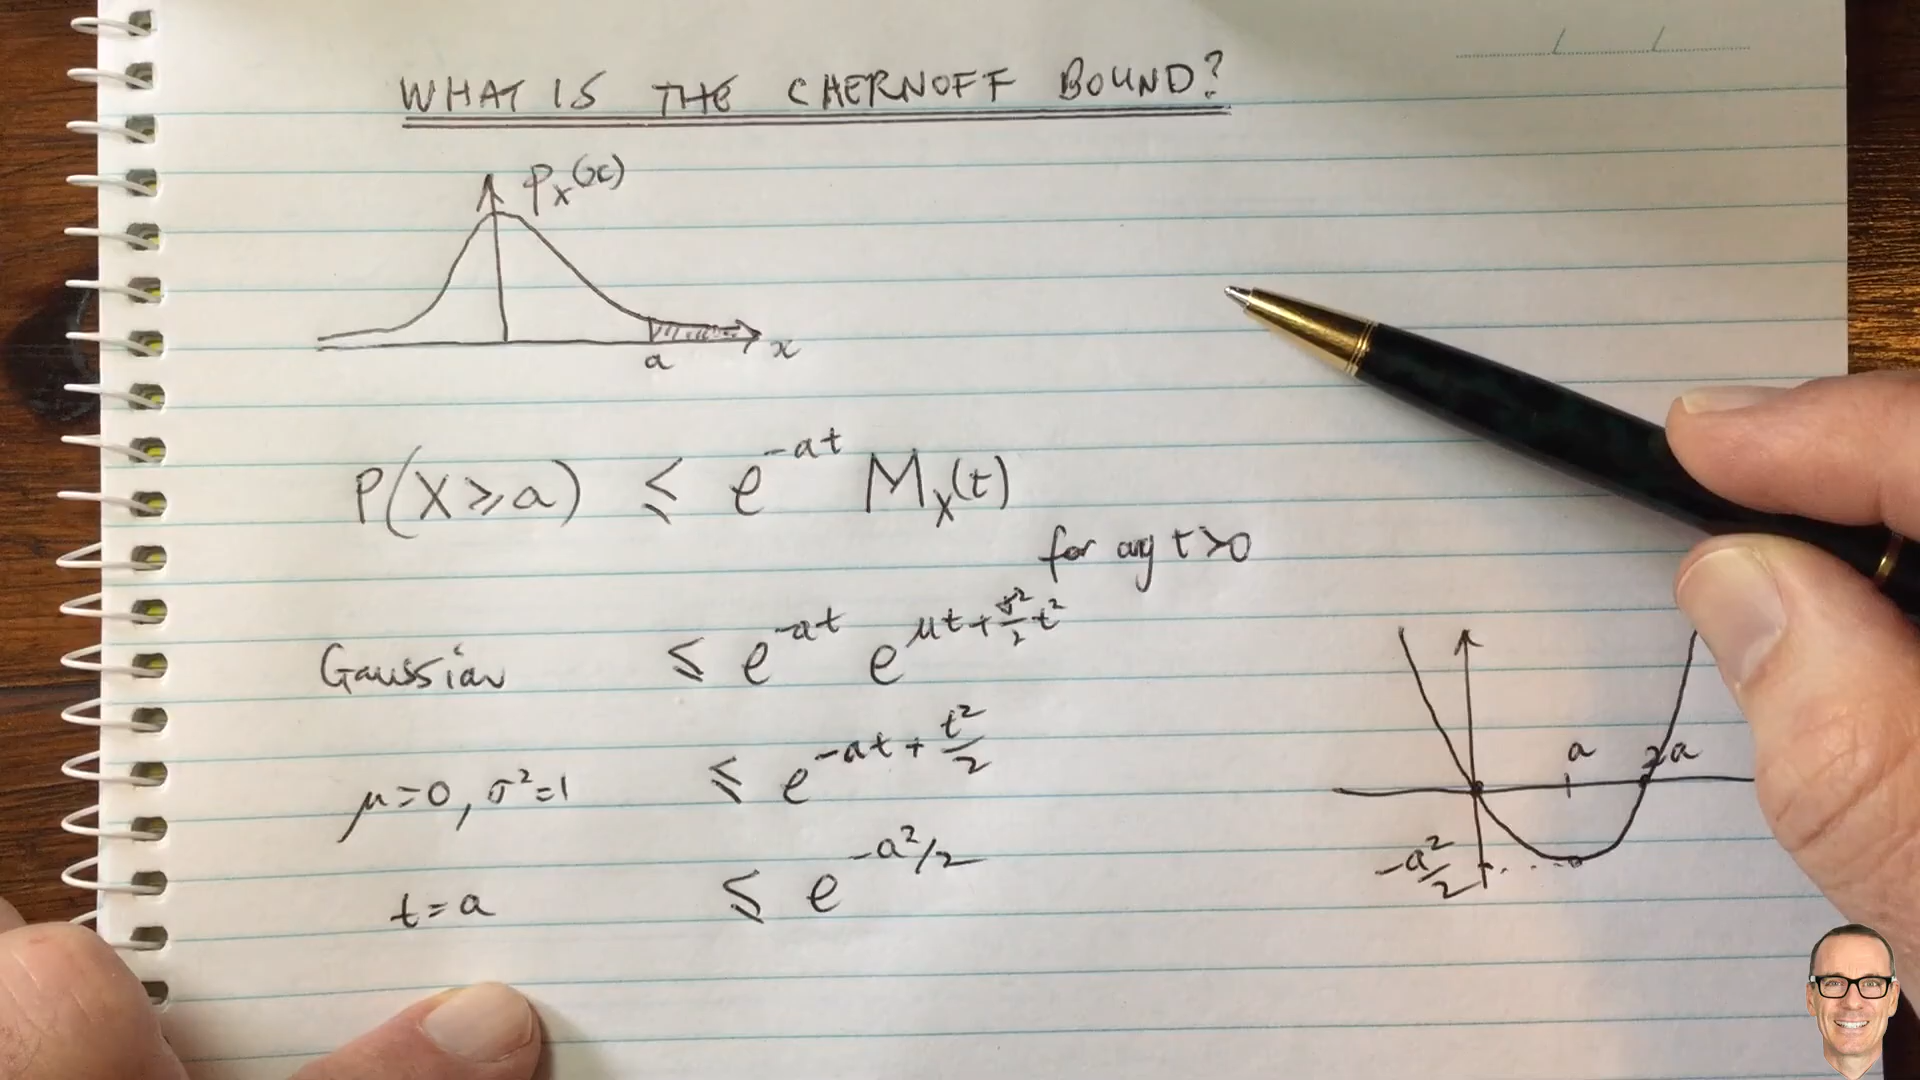 WHAT IS THE CHERNOFF BOUND?
p_X(x)
a
x
P(X ⩾ a) ≤ e^{-at} M_X(t)
for any t>0
Gaussian ≤ e^{-at} e^{μt + σ²/2 t²}
μ=0, σ²=1 ≤ e^{-at + t²/2}
t=a ≤ e^{-a²/2}
a
2a
-a²/2